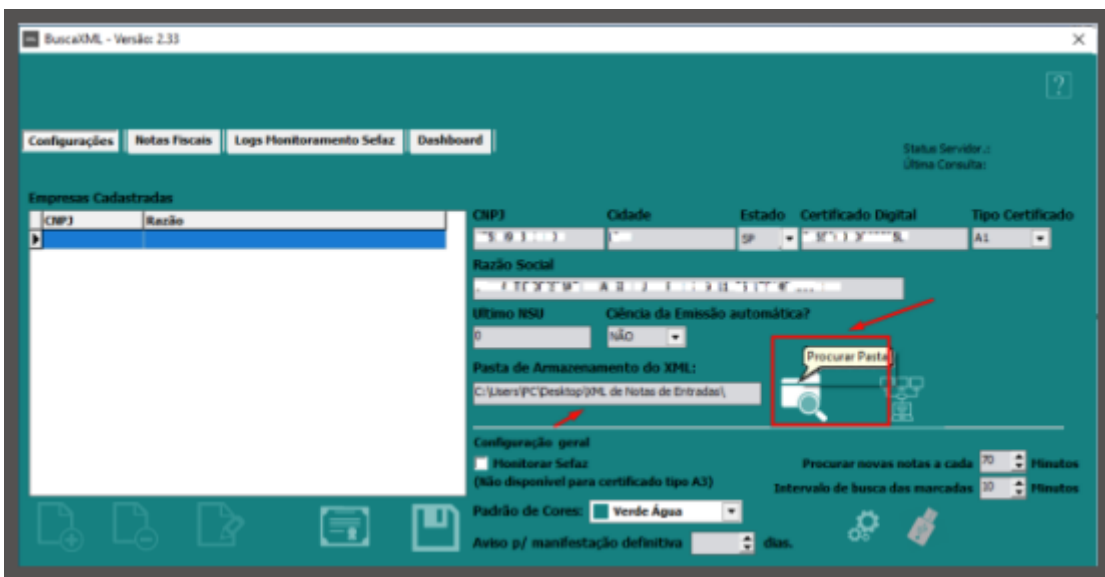 BuscaXML - Versão: 2.33
?
Configurações Notas Fiscais Logs Monitoramento Sefaz Dashboard
Status Servidor.:
Última Consulta:
Empresas Cadastradas
CNPJ Razão
CNPJ Cidade Estado Certificado Digital Tipo Certificado
SP A1
Razão Social
Ultimo NSU Ciência da Emissão automática?
0 NÃO
Procurar Pasta
Pasta de Armazenamento do XML:
C:\Users\PC\Desktop\XML de Notas de Entradas\
Configuração geral
Monitorar Sefaz
Procurar novas notas a cada 70 Minutos
(Não disponivel para certificado tipo A3)
Intervalo de busca das marcadas 10 Minutos
Padrão de Cores: Verde Água
Aviso p/ manifestação definitiva dias.